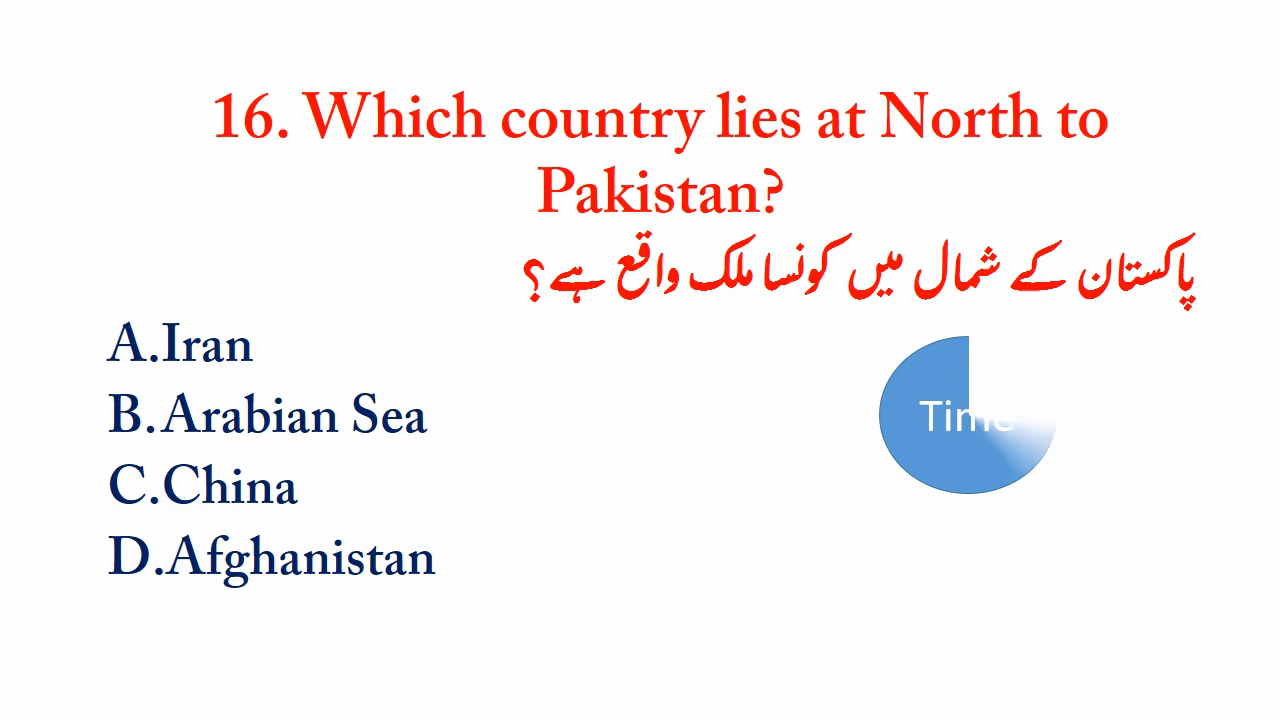 16. Which country lies at North to
Pakistan?
پاکستان کے شمال میں کونسا ملک واقع ہے؟
A.Iran
B.Arabian Sea
C.China
D.Afghanistan
Time